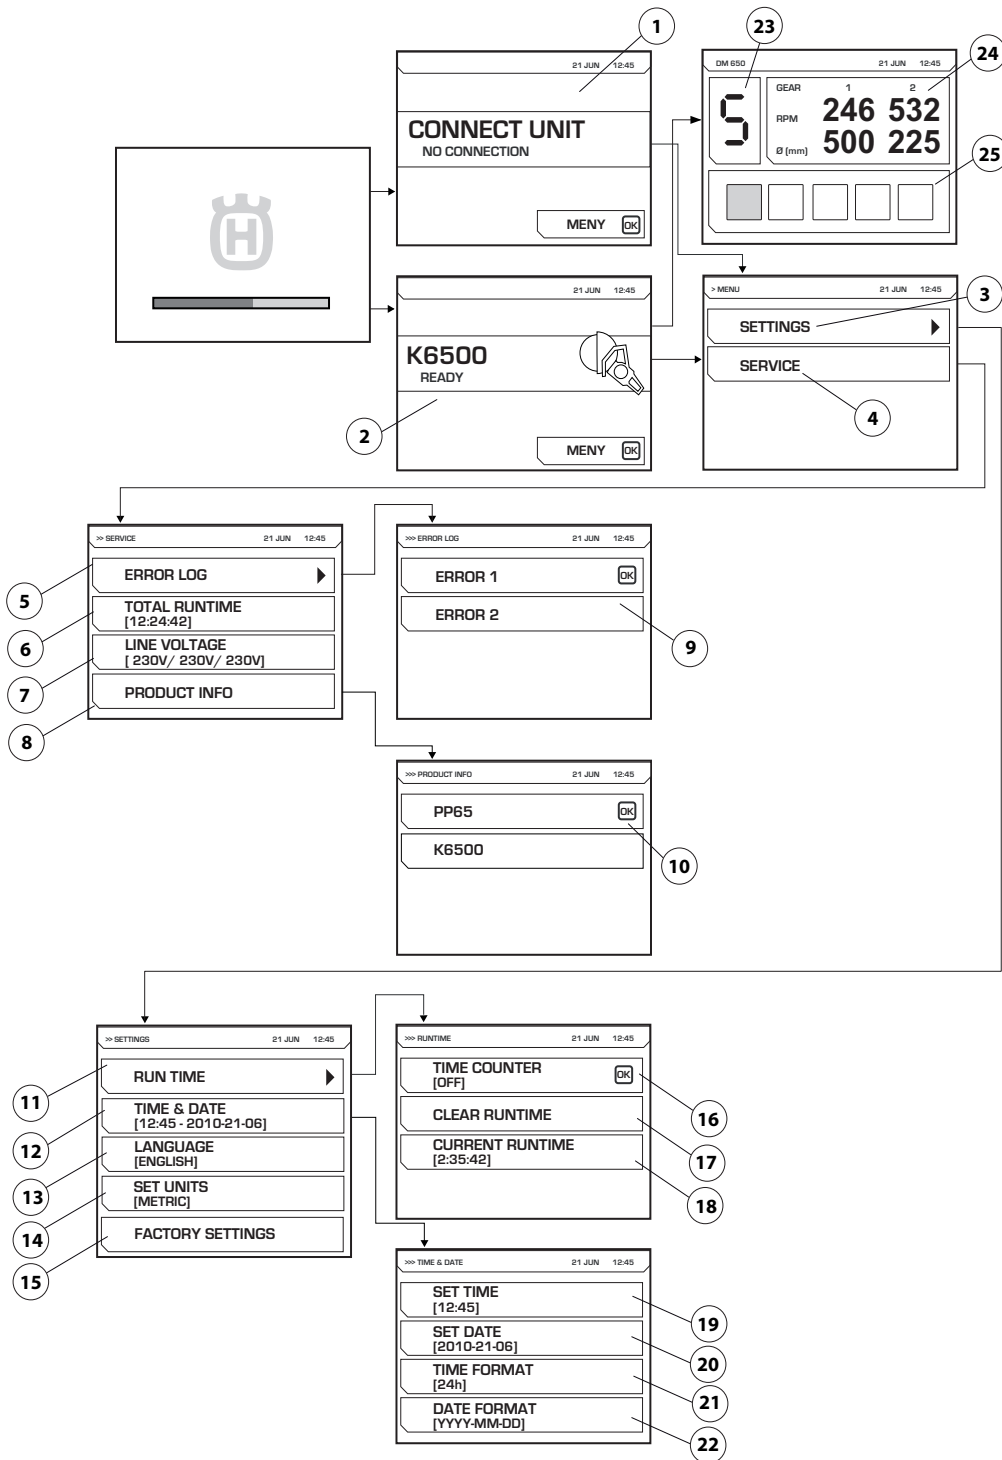 1
21 JUN 12:45
CONNECT UNIT
NO CONNECTION
MENY OK
23
24
DM 650 21 JUN 12:45
S
GEAR 1 2
RPM 246 532
Ø (mm) 500 225
25
H
21 JUN 12:45
K6500
READY
2
MENY OK
> MENU 21 JUN 12:45
SETTINGS
3
SERVICE
4
>> SERVICE 21 JUN 12:45
ERROR LOG
5
TOTAL RUNTIME
[12:24:42]
6
LINE VOLTAGE
[ 230V/ 230V/ 230V]
7
PRODUCT INFO
8
>>> ERROR LOG 21 JUN 12:45
ERROR 1 OK
ERROR 2
9
>>> PRODUCT INFO 21 JUN 12:45
PP65 OK
K6500
10
>> SETTINGS 21 JUN 12:45
RUN TIME
11
TIME & DATE
[12:45 - 2010-21-06]
12
LANGUAGE
[ENGLISH]
13
SET UNITS
[METRIC]
14
FACTORY SETTINGS
15
>>> RUNTIME 21 JUN 12:45
TIME COUNTER
[OFF] OK
16
CLEAR RUNTIME
17
CURRENT RUNTIME
[2:35:42]
18
>>> TIME & DATE 21 JUN 12:45
SET TIME
[12:45]
19
SET DATE
[2010-21-06]
20
TIME FORMAT
[24h]
21
DATE FORMAT
[YYYY-MM-DD]
22